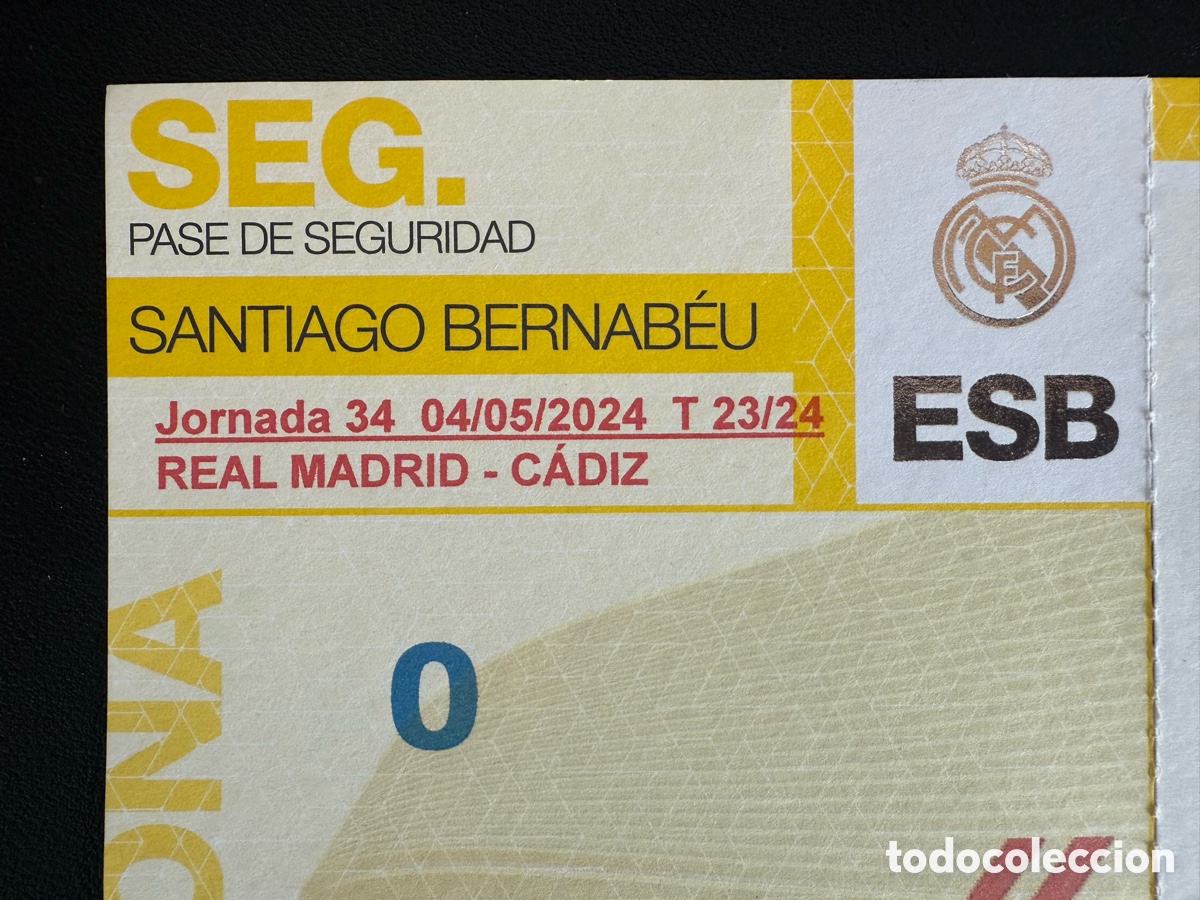 SEG.
PASE DE SEGURIDAD
SANTIAGO BERNABÉU
Jornada 34 04/05/2024 T 23/24
REAL MADRID - CÁDIZ
ESB
0
todocoleccion